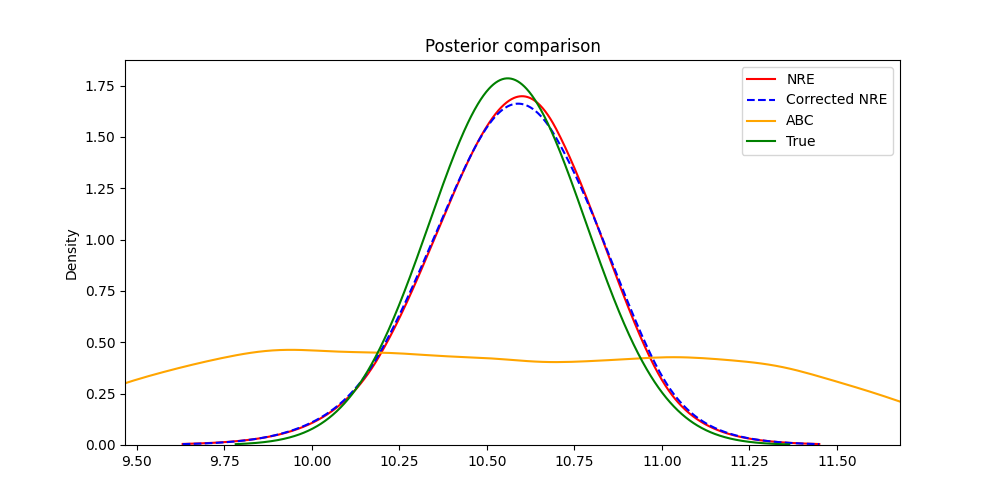 Posterior comparison
NRE
Corrected NRE
ABC
True
Density
1.75
1.50
1.25
1.00
0.75
0.50
0.25
0.00
9.50 9.75 10.00 10.25 10.50 10.75 11.00 11.25 11.50